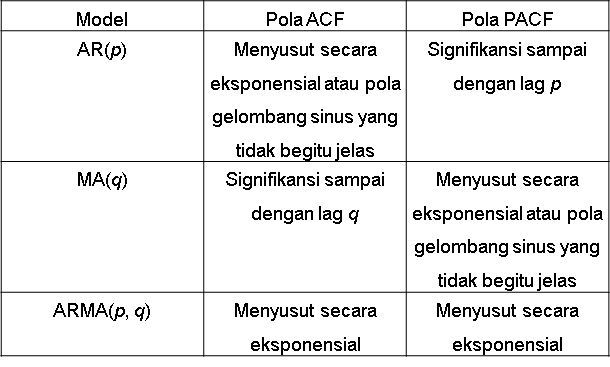 Model Pola ACF Pola PACF
AR(p) Menyusut secara Signifikansi sampai
eksponensial atau pola dengan lag p
gelombang sinus yang
tidak begitu jelas
MA(q) Signifikansi sampai Menyusut secara
dengan lag q eksponensial atau pola
gelombang sinus yang
tidak begitu jelas
ARMA(p, q) Menyusut secara Menyusut secara
eksponensial eksponensial